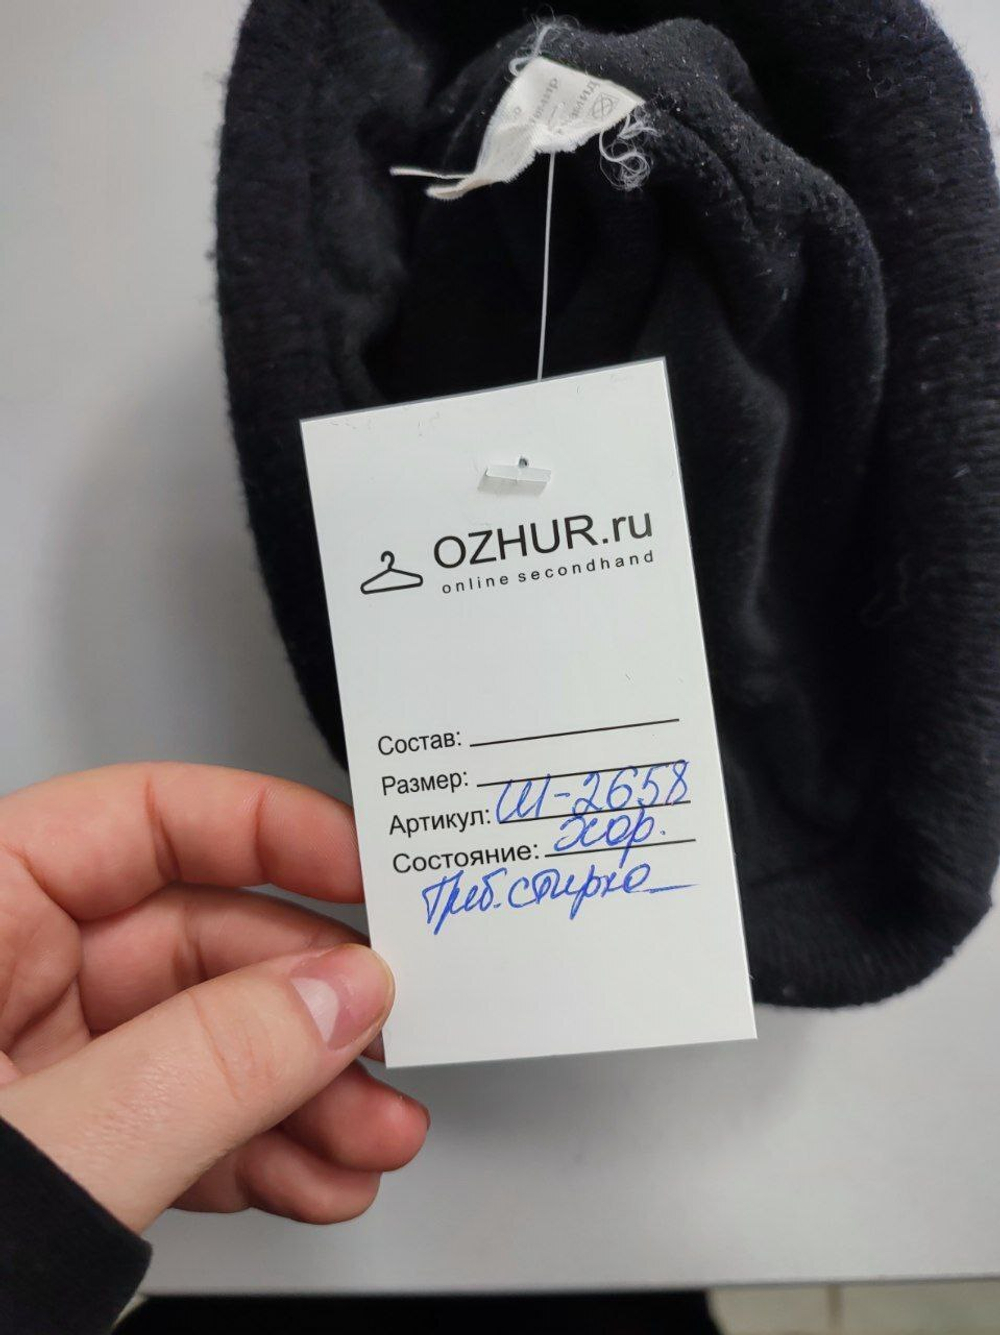 OZHUR.ru
online secondhand
Состав:
Размер:
Артикул: Ш-2658
Состояние: хор.
Треб. стирка